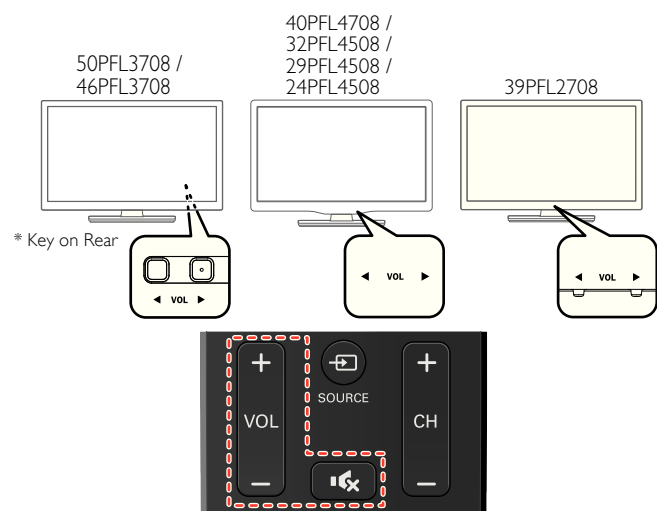 50PFL3708 /
46PFL3708
40PFL4708 /
32PFL4508 /
29PFL4508 /
24PFL4508
39PFL2708
* Key on Rear
◀ VOL ▶
◀ VOL ▶
◀ VOL ▶
+
VOL
−
SOURCE
+
CH
−